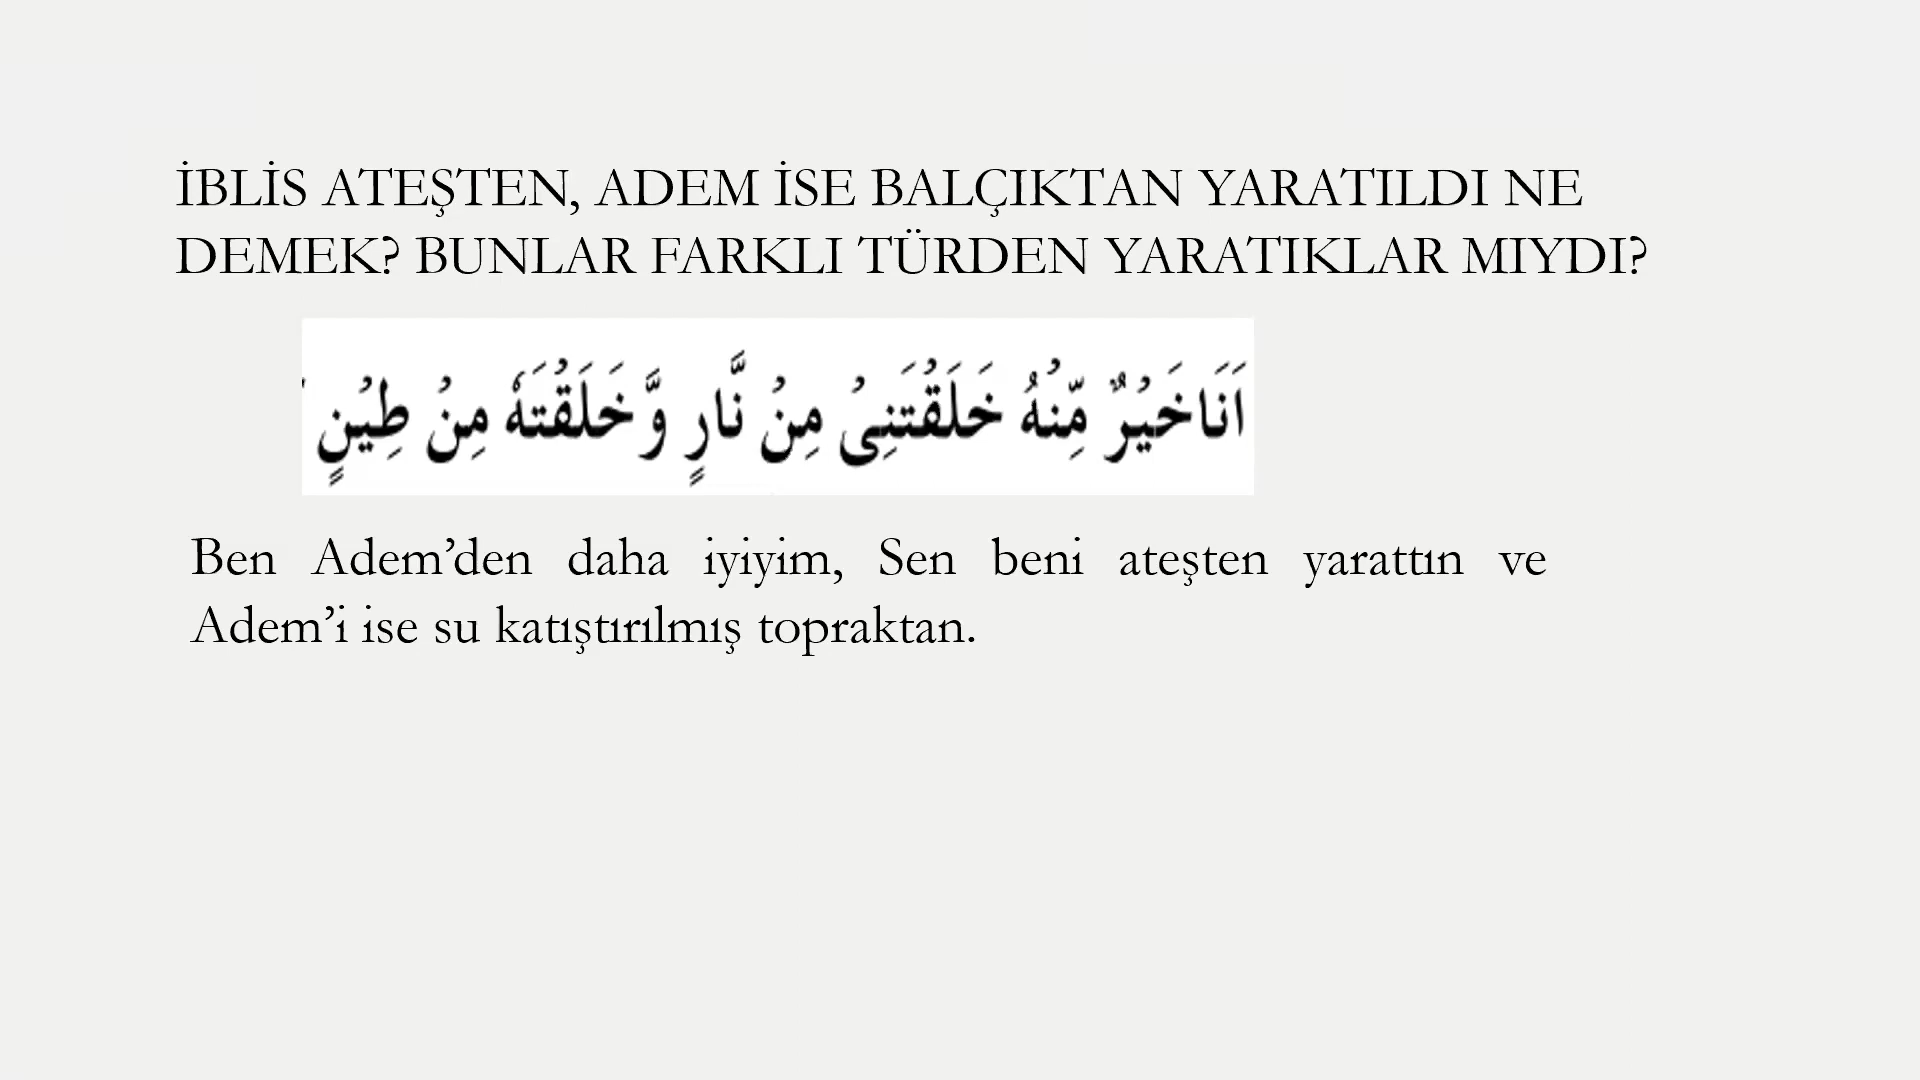 İBLİS ATEŞTEN, ADEM İSE BALÇIKTAN YARATILDI NE
DEMEK? BUNLAR FARKLI TÜRDEN YARATIKLAR MIYDI?
اَنَاخَيْرٌ مِّنْهُ خَلَقْتَنِىْ مِنْ نَّارٍ وَّخَلَقْتَهٗ مِنْ طِيْنٍ
Ben Adem’den daha iyiyim, Sen beni ateşten yarattın ve
Adem’i ise su katıştırılmış topraktan.